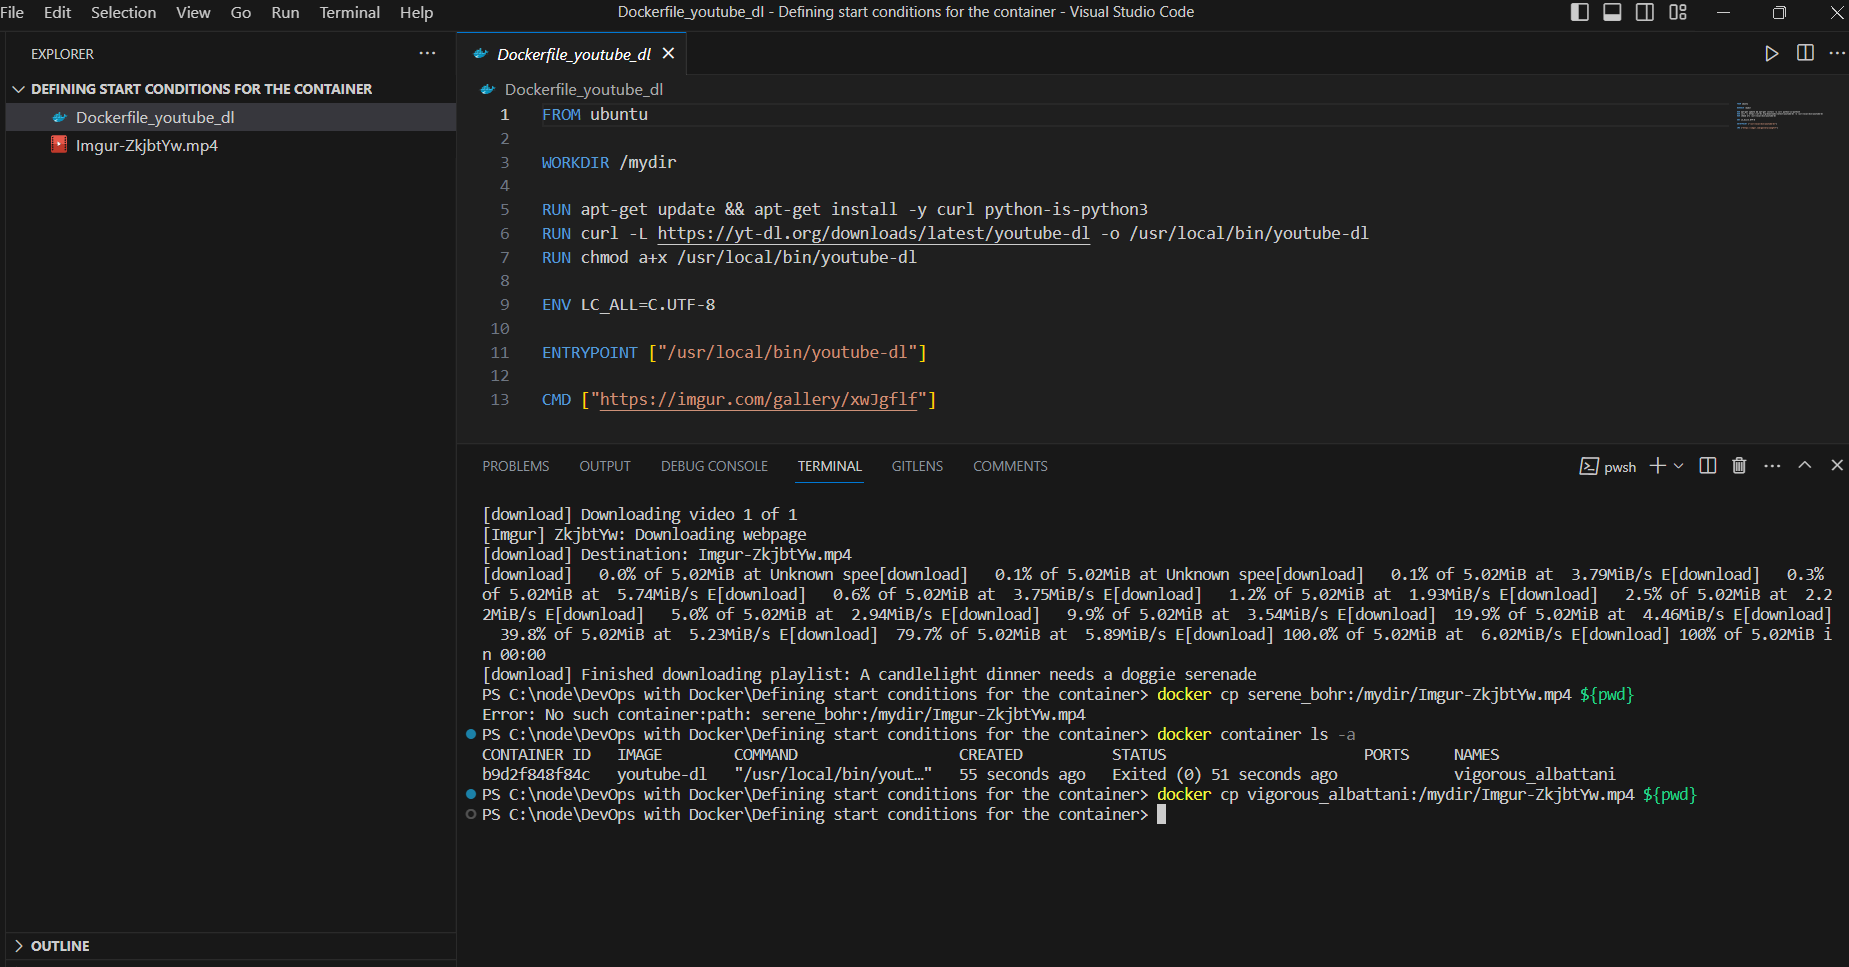 File Edit Selection View Go Run Terminal Help
Dockerfile_youtube_dl - Defining start conditions for the container - Visual Studio Code
EXPLORER
DEFINING START CONDITIONS FOR THE CONTAINER
Dockerfile_youtube_dl
Imgur-ZkjbtYw.mp4
OUTLINE
Dockerfile_youtube_dl
Dockerfile_youtube_dl
1 FROM ubuntu
2
3 WORKDIR /mydir
4
5 RUN apt-get update && apt-get install -y curl python-is-python3
6 RUN curl -L https://yt-dl.org/downloads/latest/youtube-dl -o /usr/local/bin/youtube-dl
7 RUN chmod a+x /usr/local/bin/youtube-dl
8
9 ENV LC_ALL=C.UTF-8
10
11 ENTRYPOINT ["/usr/local/bin/youtube-dl"]
12
13 CMD ["https://imgur.com/gallery/xwJgflf"]
PROBLEMS OUTPUT DEBUG CONSOLE TERMINAL GITLENS COMMENTS
pwsh
[download] Downloading video 1 of 1
[Imgur] ZkjbtYw: Downloading webpage
[download] Destination: Imgur-ZkjbtYw.mp4
[download]   0.0% of 5.02MiB at Unknown spee[download]   0.1% of 5.02MiB at Unknown spee[download]   0.1% of 5.02MiB at  3.79MiB/s E[download]   0.3%
of 5.02MiB at  5.74MiB/s E[download]   0.6% of 5.02MiB at  3.75MiB/s E[download]   1.2% of 5.02MiB at  1.93MiB/s E[download]   2.5% of 5.02MiB at  2.2
2MiB/s E[download]   5.0% of 5.02MiB at  2.94MiB/s E[download]   9.9% of 5.02MiB at  3.54MiB/s E[download]  19.9% of 5.02MiB at  4.46MiB/s E[download]
39.8% of 5.02MiB at  5.23MiB/s E[download]  79.7% of 5.02MiB at  5.89MiB/s E[download] 100.0% of 5.02MiB at  6.02MiB/s E[download] 100% of 5.02MiB i
n 00:00
[download] Finished downloading playlist: A candlelight dinner needs a doggie serenade
PS C:\node\DevOps with Docker\Defining start conditions for the container> docker cp serene_bohr:/mydir/Imgur-ZkjbtYw.mp4 ${pwd}
Error: No such container:path: serene_bohr:/mydir/Imgur-ZkjbtYw.mp4
PS C:\node\DevOps with Docker\Defining start conditions for the container> docker container ls -a
CONTAINER ID   IMAGE        COMMAND                  CREATED          STATUS                      PORTS     NAMES
b9d2f848f84c   youtube-dl   "/usr/local/bin/yout…"   55 seconds ago   Exited (0) 51 seconds ago             vigorous_albattani
PS C:\node\DevOps with Docker\Defining start conditions for the container> docker cp vigorous_albattani:/mydir/Imgur-ZkjbtYw.mp4 ${pwd}
PS C:\node\DevOps with Docker\Defining start conditions for the container>